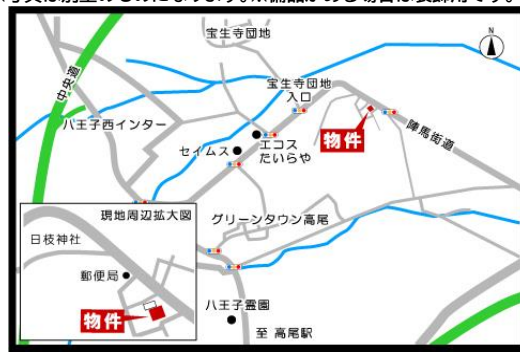 宝生寺団地
N
中央道
宝生寺団地
入口
八王子西インター
陣馬街道
物件
セイムス
エコス
たいらや
現地周辺拡大図
グリーンタウン高尾
日枝神社
郵便局
物件
八王子霊園
至 高尾駅